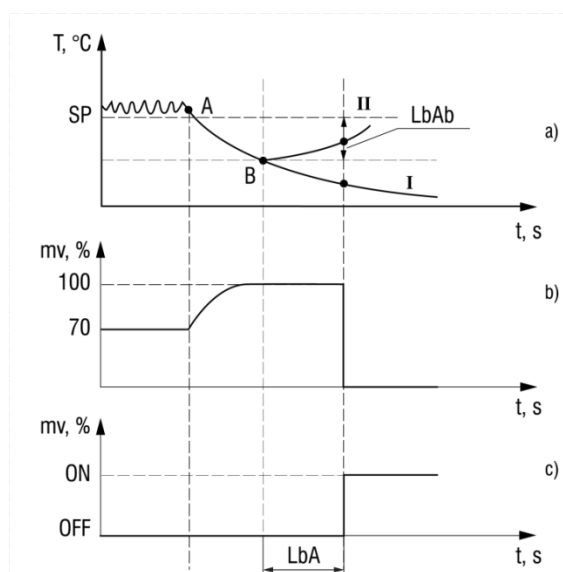 T, °C
A
II
LbAb
SP
B
I
a)
t, s
mv, %
100
b)
70
t, s
mv, %
ON
c)
OFF
LbA
t, s